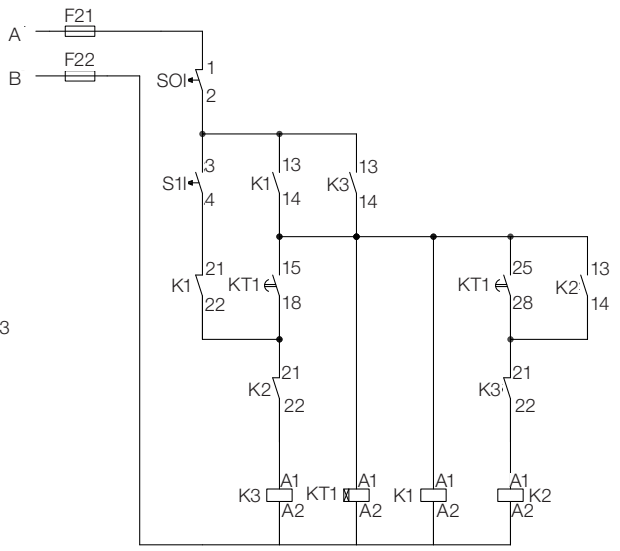 A F21
B F22
SO 1
2
S1 3
4
K1 13
14
K3 13
14
K1 21
22
KT1 15
18
KT1 25
28
K2 13
14
3
K2 21
22
K3 21
22
K3 A1
A2
KT1 A1
A2
K1 A1
A2
K2 A1
A2